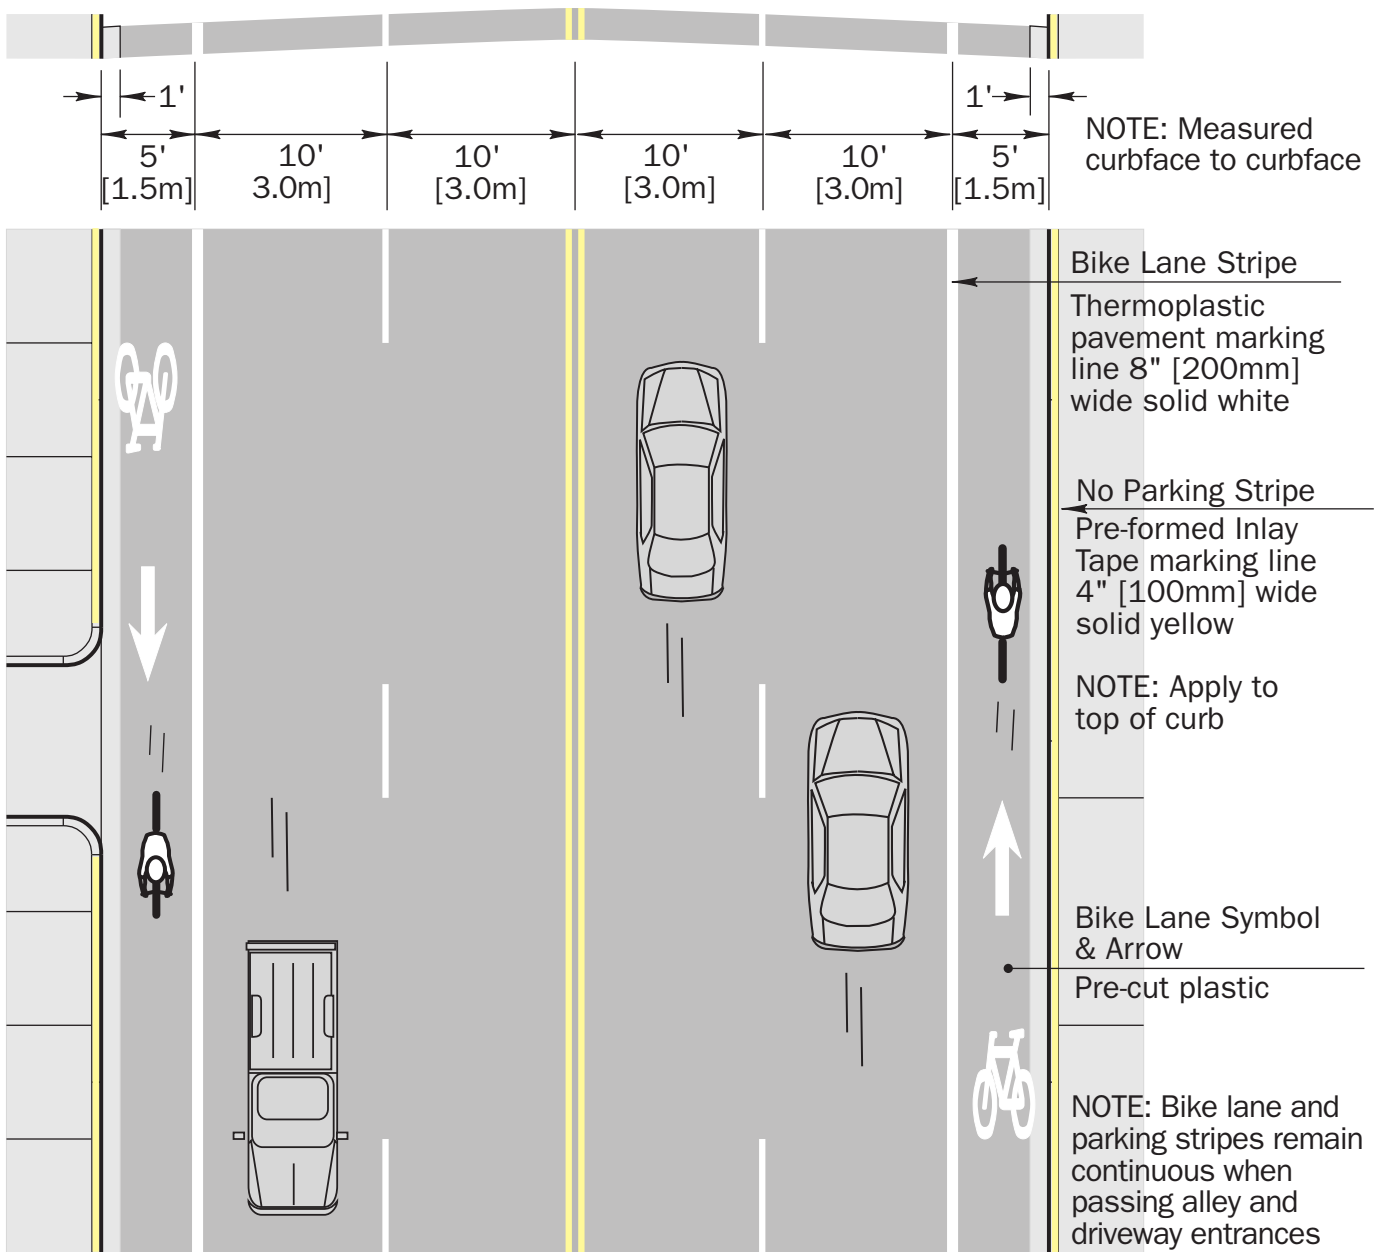 1'
1'
5'
[1.5m]
10'
3.0m]
10'
[3.0m]
10'
[3.0m]
10'
[3.0m]
5'
[1.5m]
NOTE: Measured
curbface to curbface
Bike Lane Stripe
Thermoplastic
pavement marking
line 8" [200mm]
wide solid white
No Parking Stripe
Pre-formed Inlay
Tape marking line
4" [100mm] wide
solid yellow
NOTE: Apply to
top of curb
Bike Lane Symbol
& Arrow
Pre-cut plastic
NOTE: Bike lane and
parking stripes remain
continuous when
passing alley and
driveway entrances